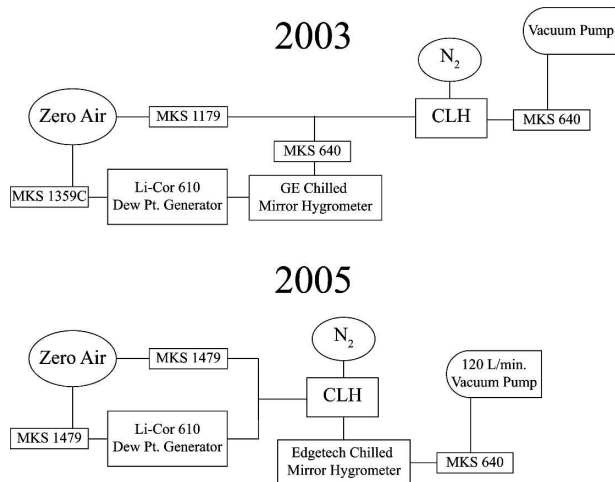 2003
Vacuum Pump
N2
Zero Air
MKS 1179
CLH
MKS 640
MKS 640
MKS 1359C
Li-Cor 610
Dew Pt. Generator
GE Chilled
Mirror Hygrometer
2005
N2
Zero Air
MKS 1479
120 L/min.
Vacuum Pump
CLH
MKS 1479
Li-Cor 610
Dew Pt. Generator
Edgetech Chilled
Mirror Hygrometer
MKS 640